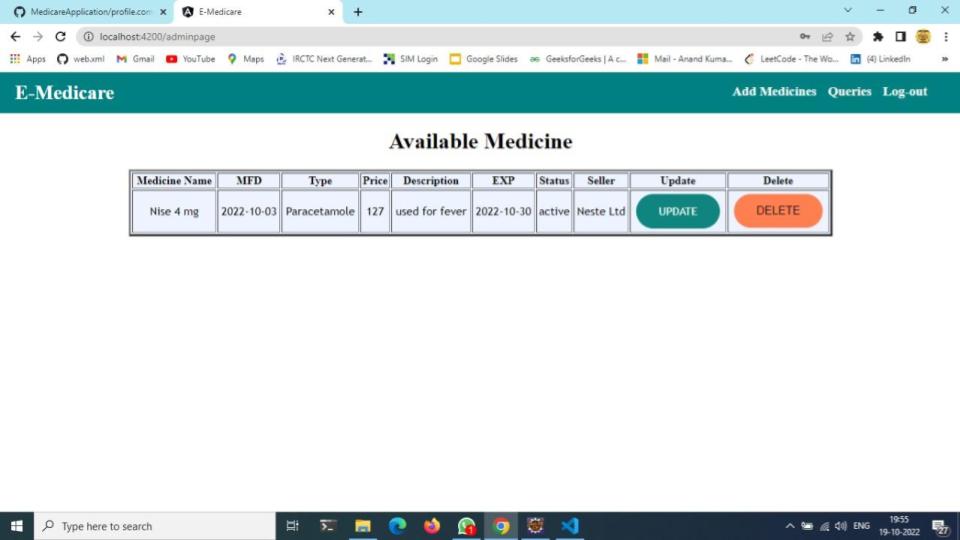 MedicareApplication/profile.com
E-Medicare
localhost:4200/adminpage
Apps web.xml Gmail YouTube Maps IRCTC Next Generat... SIM Login Google Slides GeeksforGeeks | A c... Mail - Anand Kuma... LeetCode - The Wo... (4) LinkedIn »
E-Medicare Add Medicines Queries Log-out
Available Medicine
Medicine Name MFD Type Price Description EXP Status Seller Update Delete
Nise 4 mg 2022-10-03 Paracetamole 127 used for fever 2022-10-30 active Neste Ltd UPDATE DELETE
Type here to search
ENG
19:55
19-10-2022
27